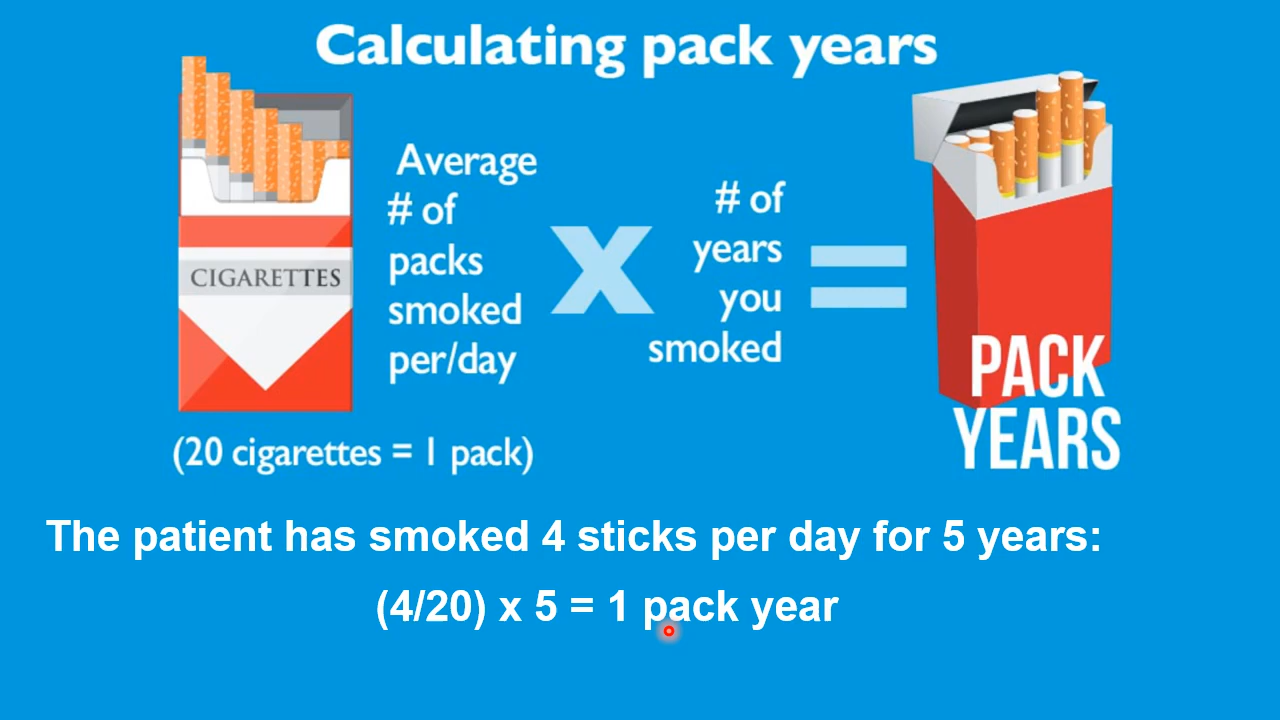 Calculating pack years
CIGARETTES
Average
# of
packs
smoked
per/day
x
# of
years
you
smoked
=
PACK
YEARS
(20 cigarettes = 1 pack)
The patient has smoked 4 sticks per day for 5 years:
(4/20) x 5 = 1 pack year